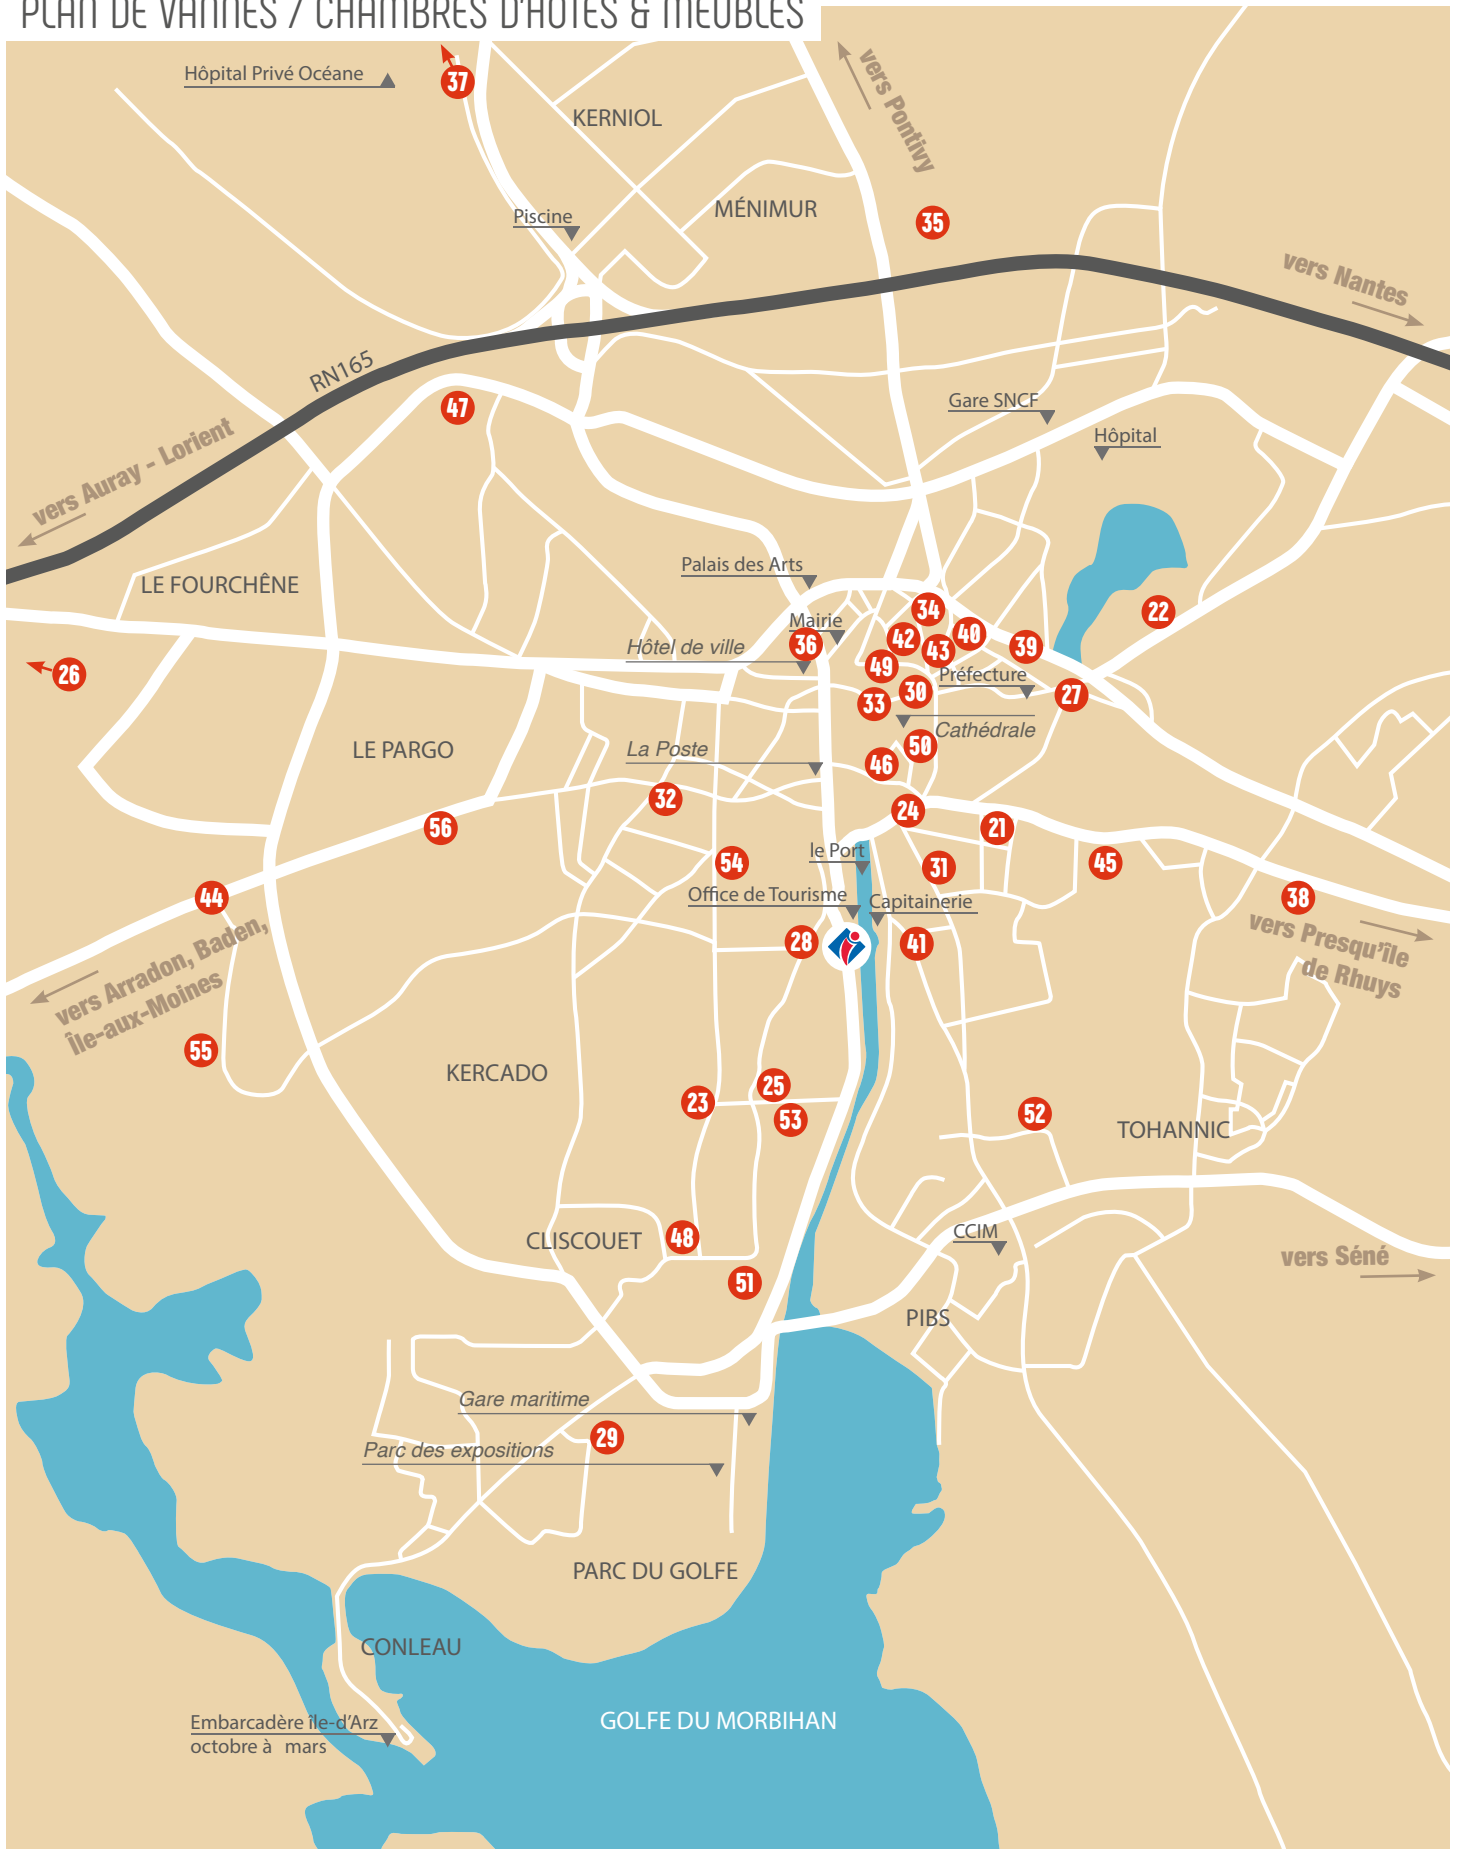 PLAN DE VANNES / CHAMBRES D'HÔTES & MEUBLÉS
Hôpital Privé Océane
37
KERNIOL
vers Pontivy
MÉNIMUR
Piscine
35
vers Nantes
RN165
47
Gare SNCF
Hôpital
vers Auray - Lorient
Palais des Arts
LE FOURCHÊNE
34
22
Mairie
36
42
43
40
39
Hôtel de ville
26
49
Préfecture
30
33
27
Cathédrale
LE PARGO
La Poste
50
46
32
24
56
21
le Port
54
31
45
Office de Tourisme
Capitainerie
44
38
28
41
vers Presqu'île
de Rhuys
vers Arradon, Baden,
Île-aux-Moines
55
KERCADO
25
23
53
52
TOHANNIC
CLISCOUET
48
CCIM
vers Séné
51
PIBS
Gare maritime
29
Parc des expositions
PARC DU GOLFE
CONLEAU
GOLFE DU MORBIHAN
Embarcadère île-d'Arz
octobre à mars